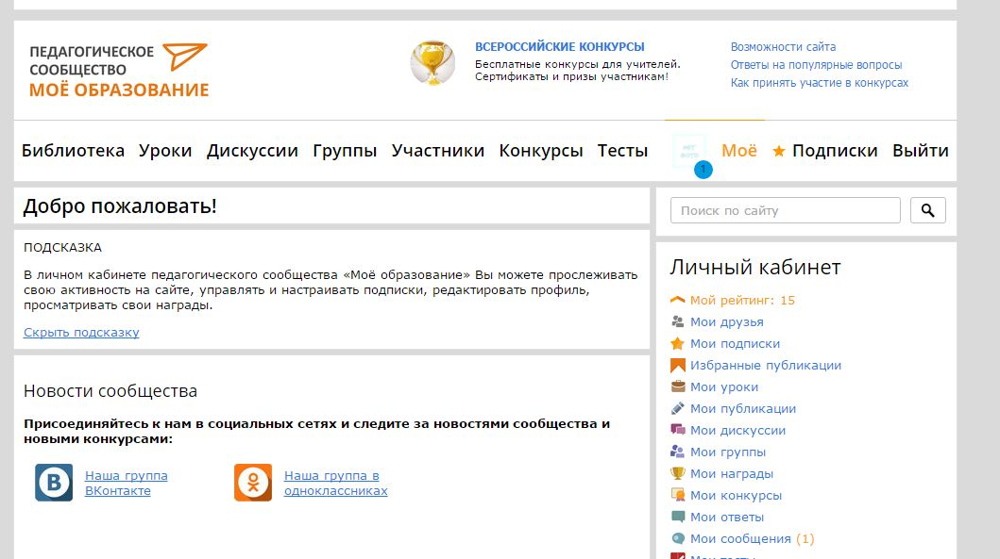 ПЕДАГОГИЧЕСКОЕ
СООБЩЕСТВО
МОЁ ОБРАЗОВАНИЕ
ВСЕРОССИЙСКИЕ КОНКУРСЫ
Бесплатные конкурсы для учителей.
Сертификаты и призы участникам!
Возможности сайта
Ответы на популярные вопросы
Как принять участие в конкурсах
Библиотека Уроки Дискуссии Группы Участники Конкурсы Тесты
НЕТ
ФОТО
1
Моё Подписки Выйти
Добро пожаловать!
ПОДСКАЗКА
В личном кабинете педагогического сообщества «Моё образование» Вы можете прослеживать
свою активность на сайте, управлять и настраивать подписки, редактировать профиль,
просматривать свои награды.
Скрыть подсказку
Новости сообщества
Присоединяйтесь к нам в социальных сетях и следите за новостями сообщества и
новыми конкурсами:
В
Наша группа
ВКонтакте
Наша группа в
одноклассниках
Поиск по сайту
Личный кабинет
Мой рейтинг: 15
Мои друзья
Мои подписки
Избранные публикации
Мои уроки
Мои публикации
Мои дискуссии
Мои группы
Мои награды
Мои конкурсы
Мои ответы
Мои сообщения (1)
Мои тесты